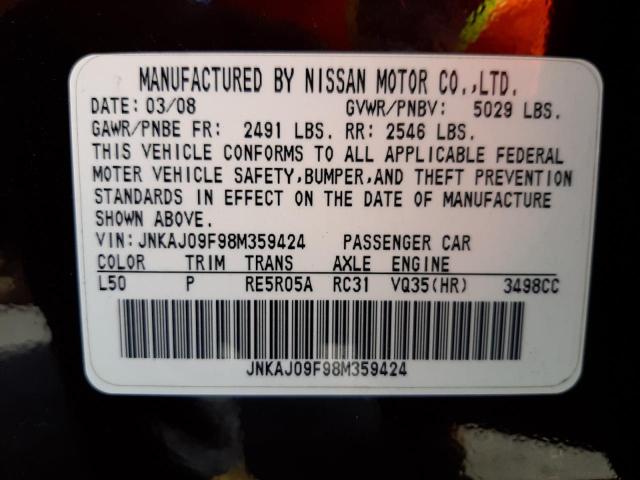 MANUFACTURED BY NISSAN MOTOR CO.,LTD.
DATE: 03/08 GVWR/PNBV: 5029 LBS.
GAWR/PNBE FR: 2491 LBS. RR: 2546 LBS.
THIS VEHICLE CONFORMS TO ALL APPLICABLE FEDERAL
MOTOR VEHICLE SAFETY,BUMPER,AND THEFT PREVENTION
STANDARDS IN EFFECT ON THE DATE OF MANUFACTURE
SHOWN ABOVE.
VIN:JNKAJ09F98M359424 PASSENGER CAR
COLOR TRIM TRANS AXLE ENGINE
L50 P RE5R05A RC31 VQ35(HR) 3498CC
JNKAJ09F98M359424